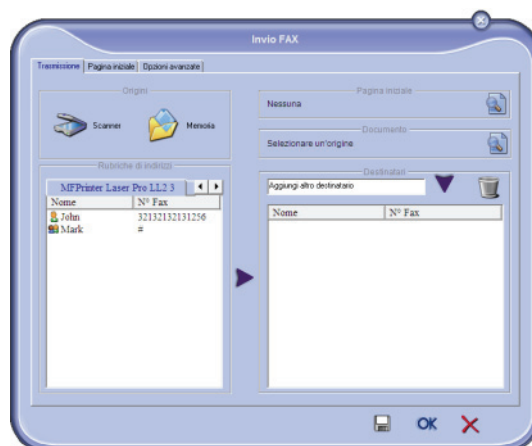 Invio FAX
Trasmissione Pagina iniziale Opzioni avanzate
Origini
Scanner Memoria
Pagina iniziale
Nessuna
Documento
Selezionare un'origine
Rubriche di indirizzi
MFPrinter Laser Pro LL2 3
Nome N° Fax
John 32132132131256
Mark #
Destinatari
Aggiungi altro destinatario
Nome N° Fax
OK